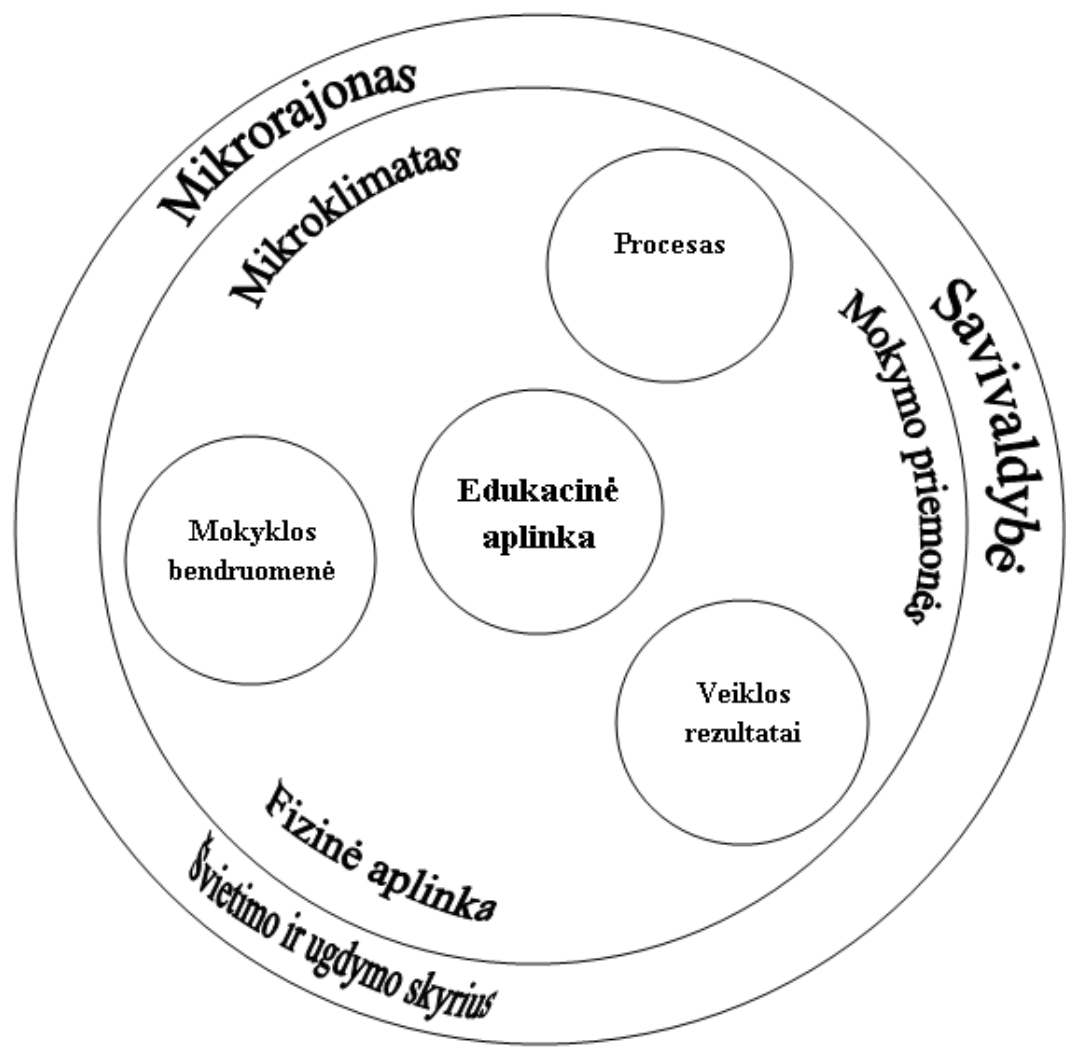 Mikrorajonas
Mikroklimatas
Procesas
Savivaldybė
Mokymo priemonės
Edukacinė
aplinka
Mokyklos
bendruomenė
Veiklos
rezultatai
Fizinė aplinka
Švietimo ir ugdymo skyrius